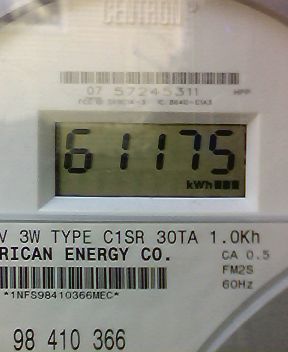 CENTRON
07 57245311 HPP
61175
kWh
V 3W TYPE C1SR 30TA 1.0Kh
RICAN ENERGY CO. CA 0.5
FM2S
60Hz
*1NFS98410366MEC*
98 410 366